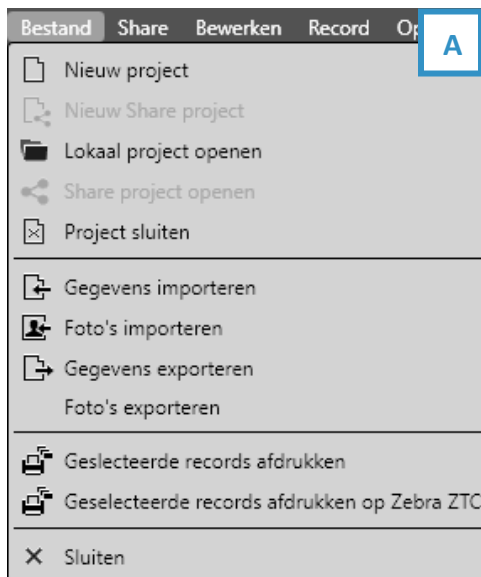 Bestand Share Bewerken Record
A
Nieuw project
Nieuw Share project
Lokaal project openen
Share project openen
Project sluiten
Gegevens importeren
Foto's importeren
Gegevens exporteren
Foto's exporteren
Geslecteerde records afdrukken
Geselecteerde records afdrukken op Zebra ZTC
Sluiten